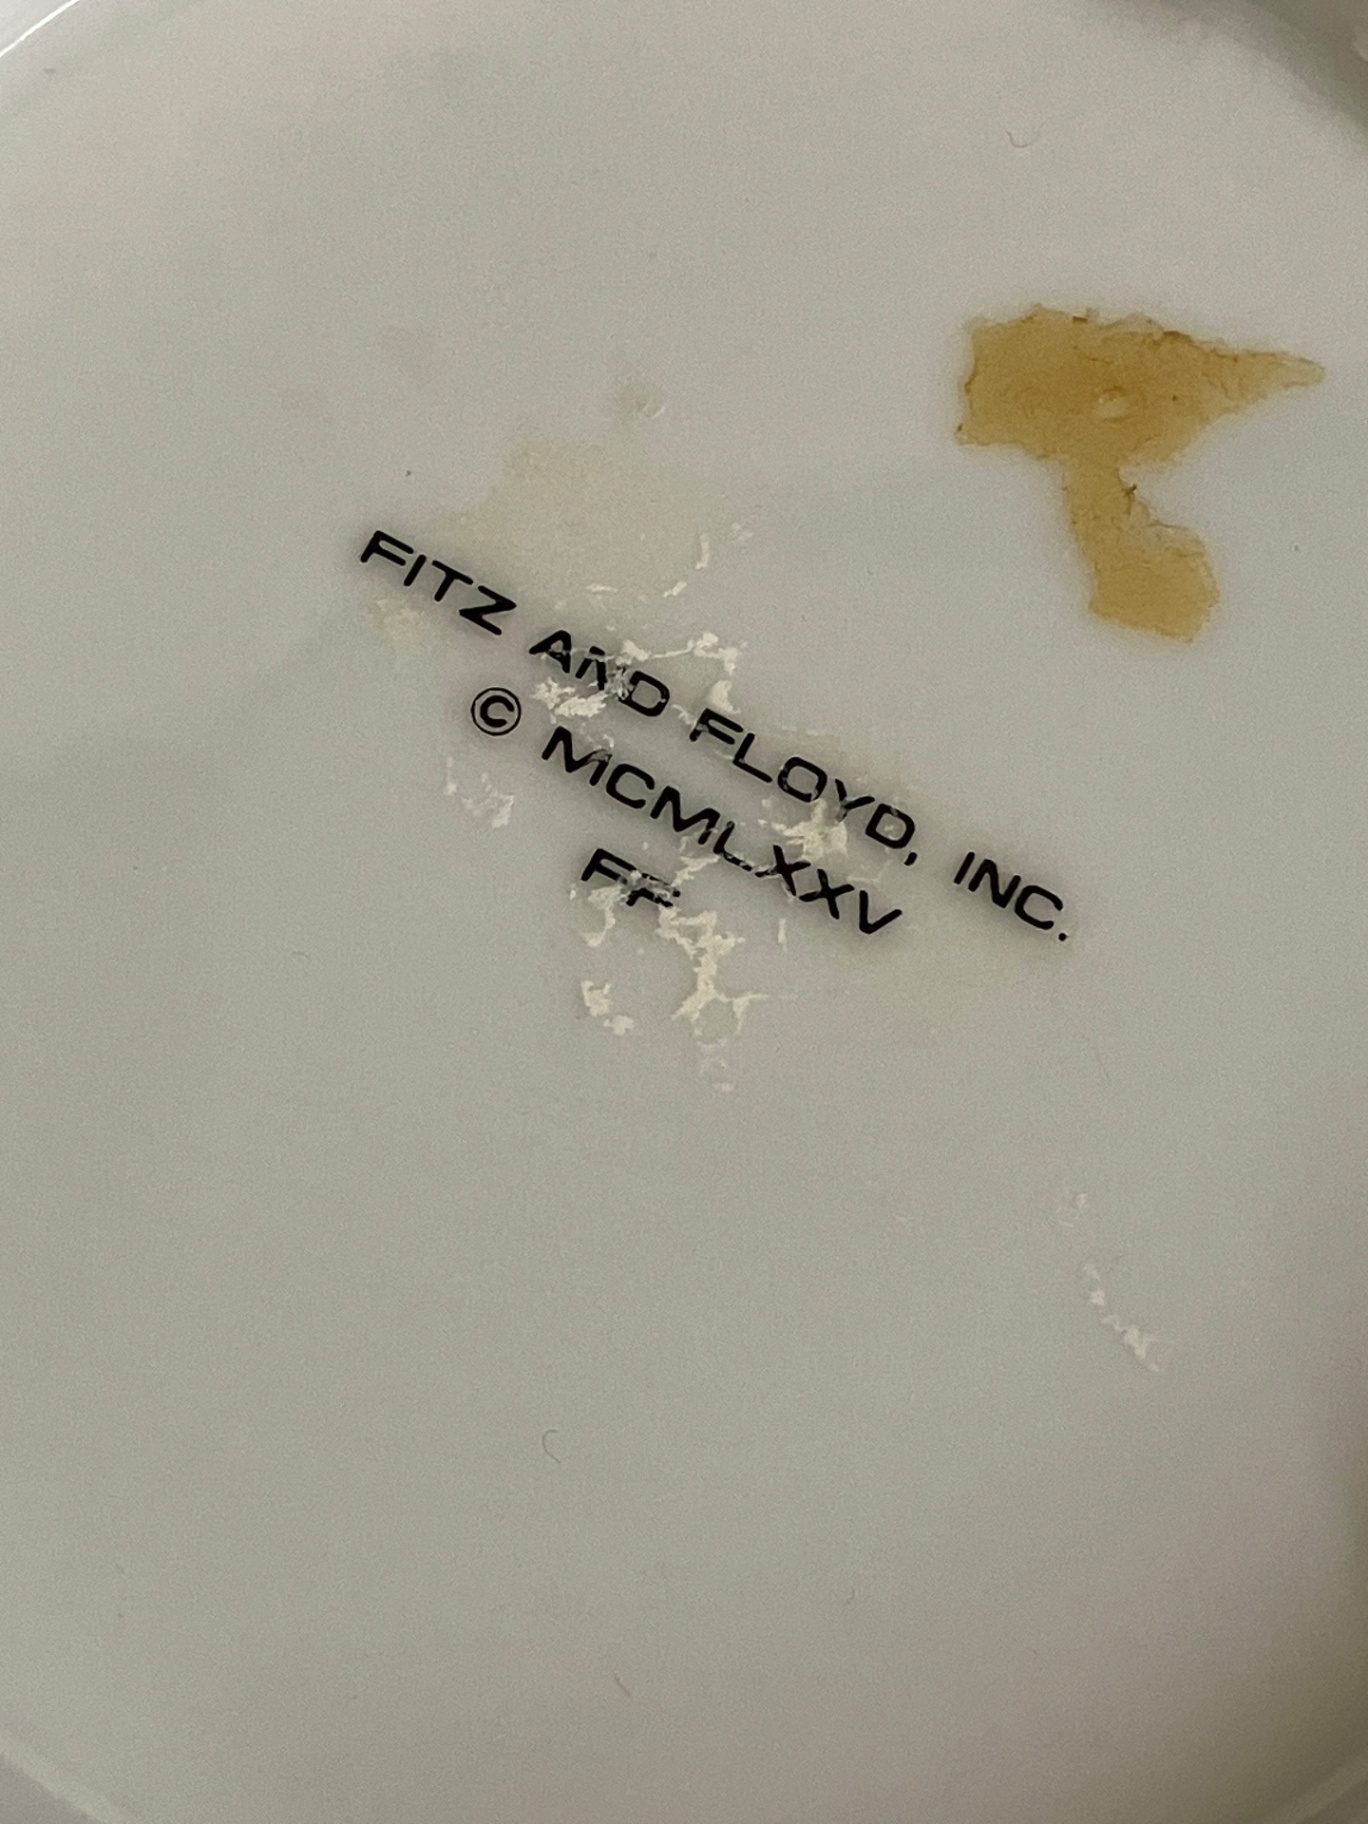 FITZ AND FLOYD, INC.
© MCMLXXV
FF